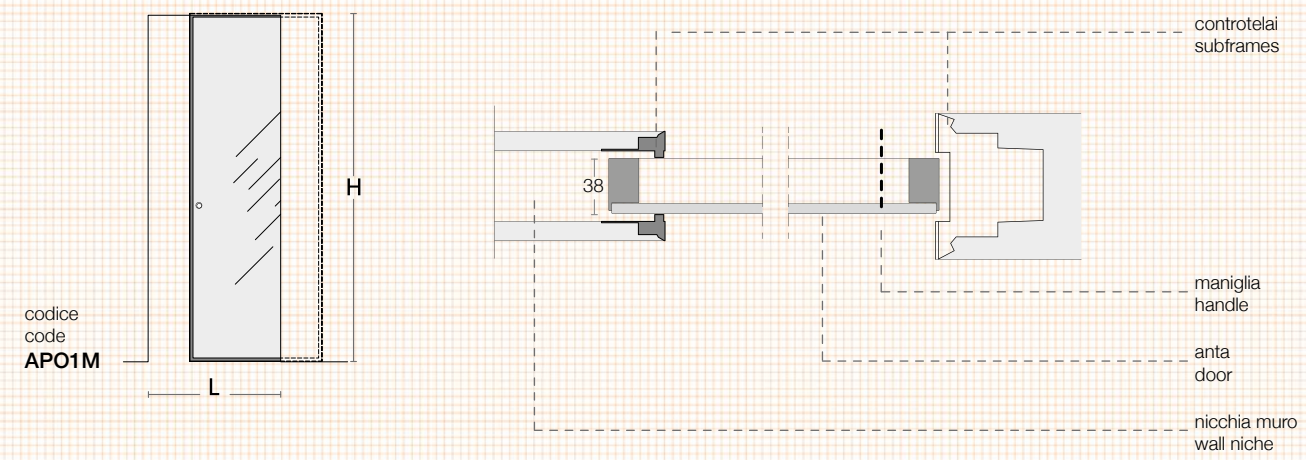 codice
code
APO1M
L
H
38
controtelai
subframes
maniglia
handle
anta
door
nicchia muro
wall niche